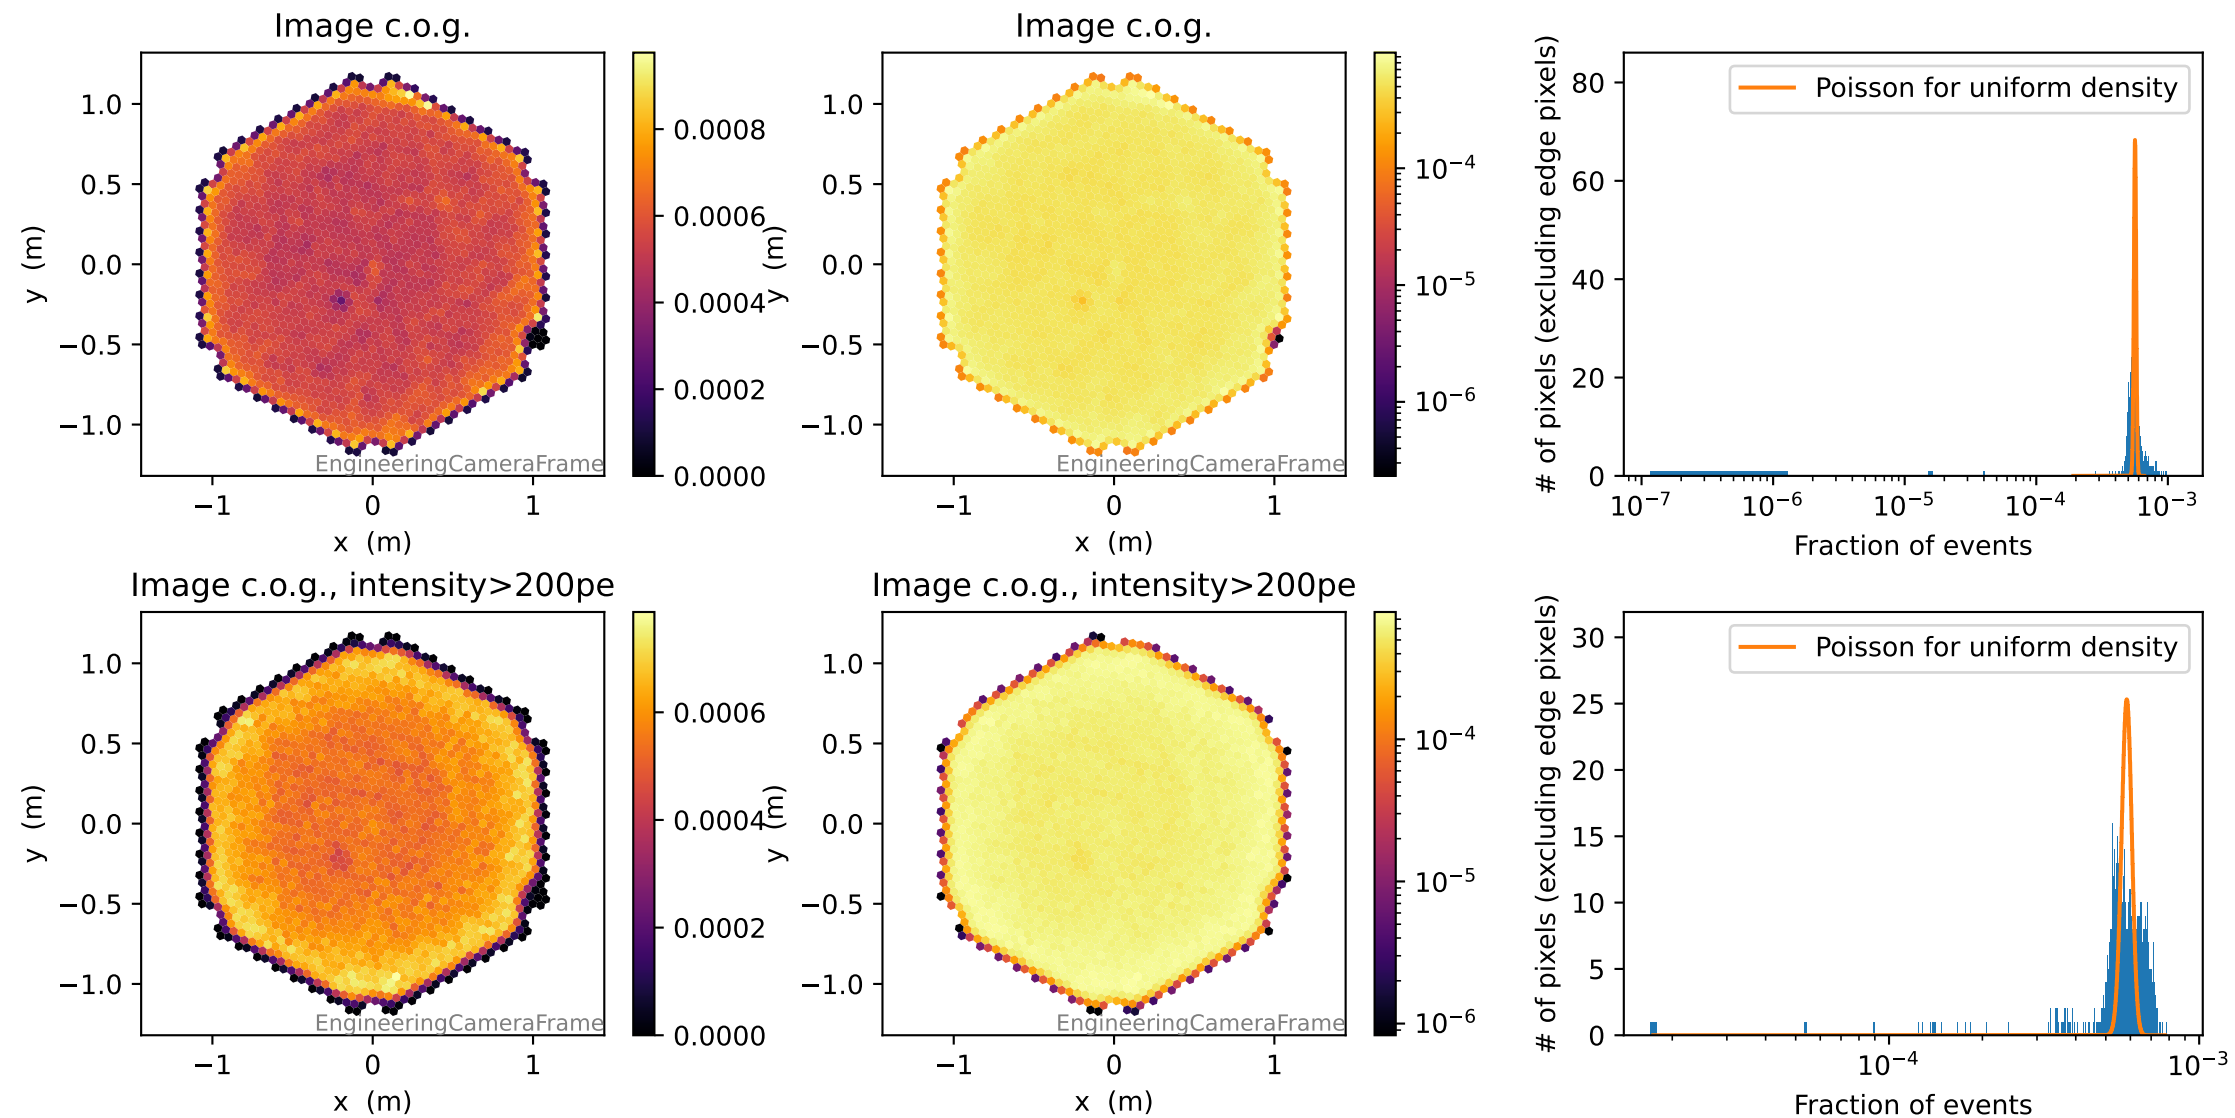 Image c.o.g.
1.0
0.5
0.0
−0.5
−1.0
y (m)
−1 0 1
x (m)
EngineeringCameraFrame
0.0008
0.0006
0.0004
0.0002
0.0000
Image c.o.g.
1.0
0.5
0.0
−0.5
−1.0
y (m)
−1 0 1
x (m)
EngineeringCameraFrame
10⁻⁴
10⁻⁵
10⁻⁶
Poisson for uniform density
80
60
40
20
0
# of pixels (excluding edge pixels)
10⁻⁷ 10⁻⁶ 10⁻⁵ 10⁻⁴ 10⁻³
Fraction of events
Image c.o.g., intensity>200pe
1.0
0.5
0.0
−0.5
−1.0
y (m)
−1 0 1
x (m)
EngineeringCameraFrame
0.0006
0.0004
0.0002
0.0000
Image c.o.g., intensity>200pe
1.0
0.5
0.0
−0.5
−1.0
y (m)
−1 0 1
x (m)
EngineeringCameraFrame
10⁻⁴
10⁻⁵
10⁻⁶
Poisson for uniform density
30
25
20
15
10
5
0
# of pixels (excluding edge pixels)
10⁻⁴ 10⁻³
Fraction of events